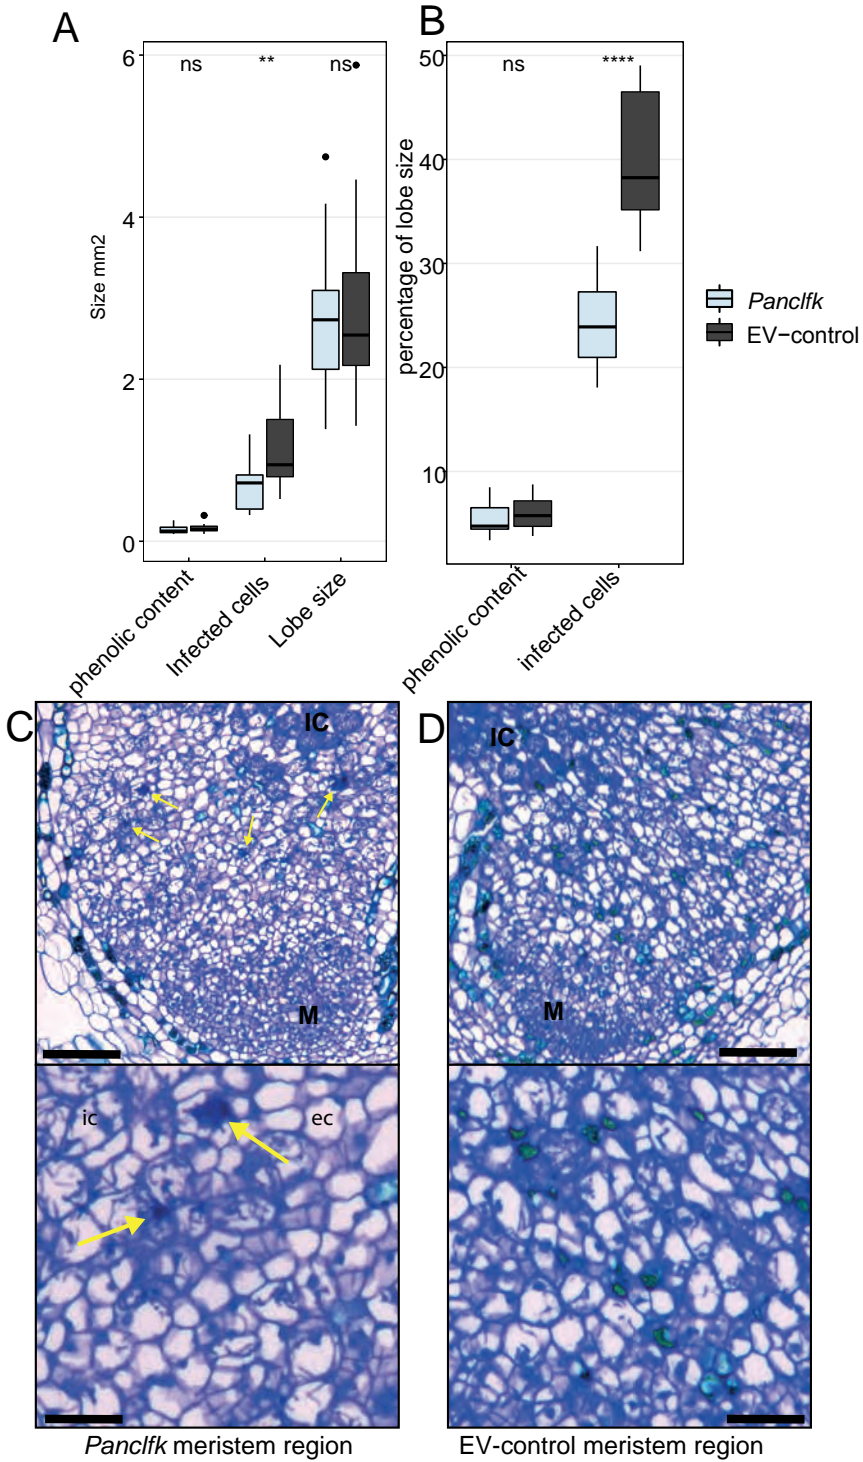 A
B
6
ns
**
ns
4
2
0
Size mm2
phenolic content
Infected cells
Lobe size
50
ns
****
40
30
20
10
percentage of lobe size
phenolic content
infected cells
Panclfk
EV−control
C
IC
M
D
IC
M
ic
ec
Panclfk meristem region
EV-control meristem region